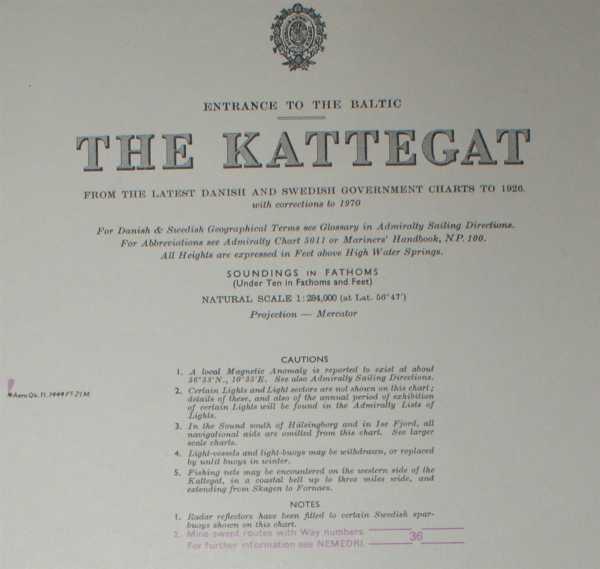 ENTRANCE TO THE BALTIC
THE KATTEGAT
FROM THE LATEST DANISH AND SWEDISH GOVERNMENT CHARTS TO 1926.
with corrections to 1970
For Danish & Swedish Geographical Terms see Glossary in Admiralty Sailing Directions.
For Abbreviations see Admiralty Chart 5011 or Mariners' Handbook, N.P. 100.
All Heights are expressed in Feet above High Water Springs.
SOUNDINGS IN FATHOMS
(Under Ten in Fathoms and Feet)
NATURAL SCALE 1:284,000 (at Lat. 56°47')
Projection — Mercator
CAUTIONS
1. A local Magnetic Anomaly is reported to exist at about
56°53'N., 10°55'E. See also Admiralty Sailing Directions.
2. Certain Lights and Light sectors are not shown on this chart;
details of these, and also of the annual period of exhibition
of certain Lights will be found in the Admiralty Lists of
Lights.
3. In the Sound south of Hälsingborg and in Ise Fjord, all
navigational aids are omitted from this chart. See larger
scale charts.
4. Light-vessels and light-buoys may be withdrawn, or replaced
by unlit buoys in winter.
5. Fishing nets may be encountered on the western side of the
Kattegat, in a coastal belt up to three miles wide, and
extending from Skagen to Fornæs.
NOTES
1. Radar reflectors have been fitted to certain Swedish spar-
buoys shown on this chart.
2. Mine-swept routes with Way numbers. 36
For further information see NEMEDRI.